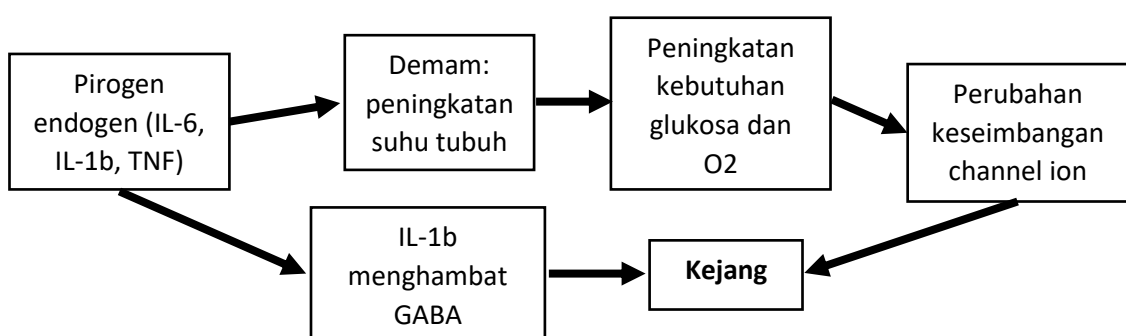 Pirogen
endogen (IL-6,
IL-1b, TNF)
Demam:
peningkatan
suhu tubuh
Peningkatan
kebutuhan
glukosa dan
O2
Perubahan
keseimbangan
channel ion
IL-1b
menghambat
GABA
Kejang